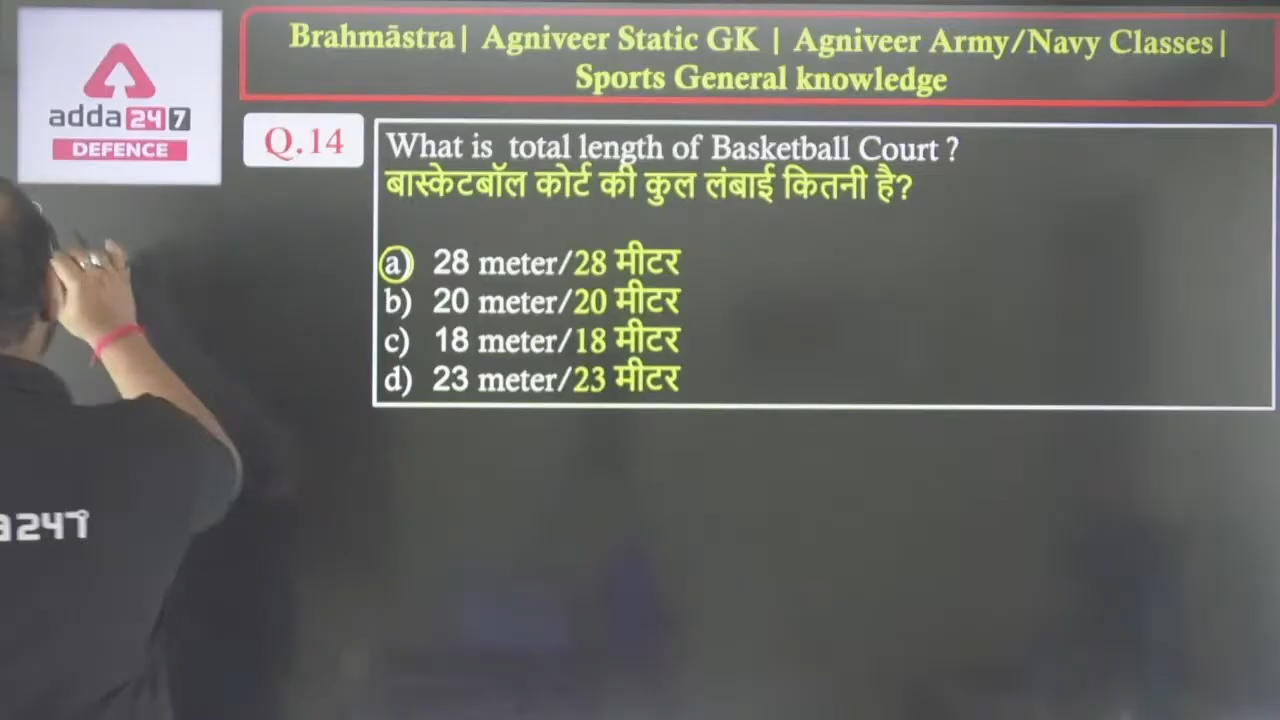 Brahmāstra| Agniveer Static GK | Agniveer Army/Navy Classes|
Sports General knowledge
adda247
DEFENCE
Q.14
What is total length of Basketball Court ?
बास्केटबॉल कोर्ट की कुल लंबाई कितनी है?
a) 28 meter/28 मीटर
b) 20 meter/20 मीटर
c) 18 meter/18 मीटर
d) 23 meter/23 मीटर
a247